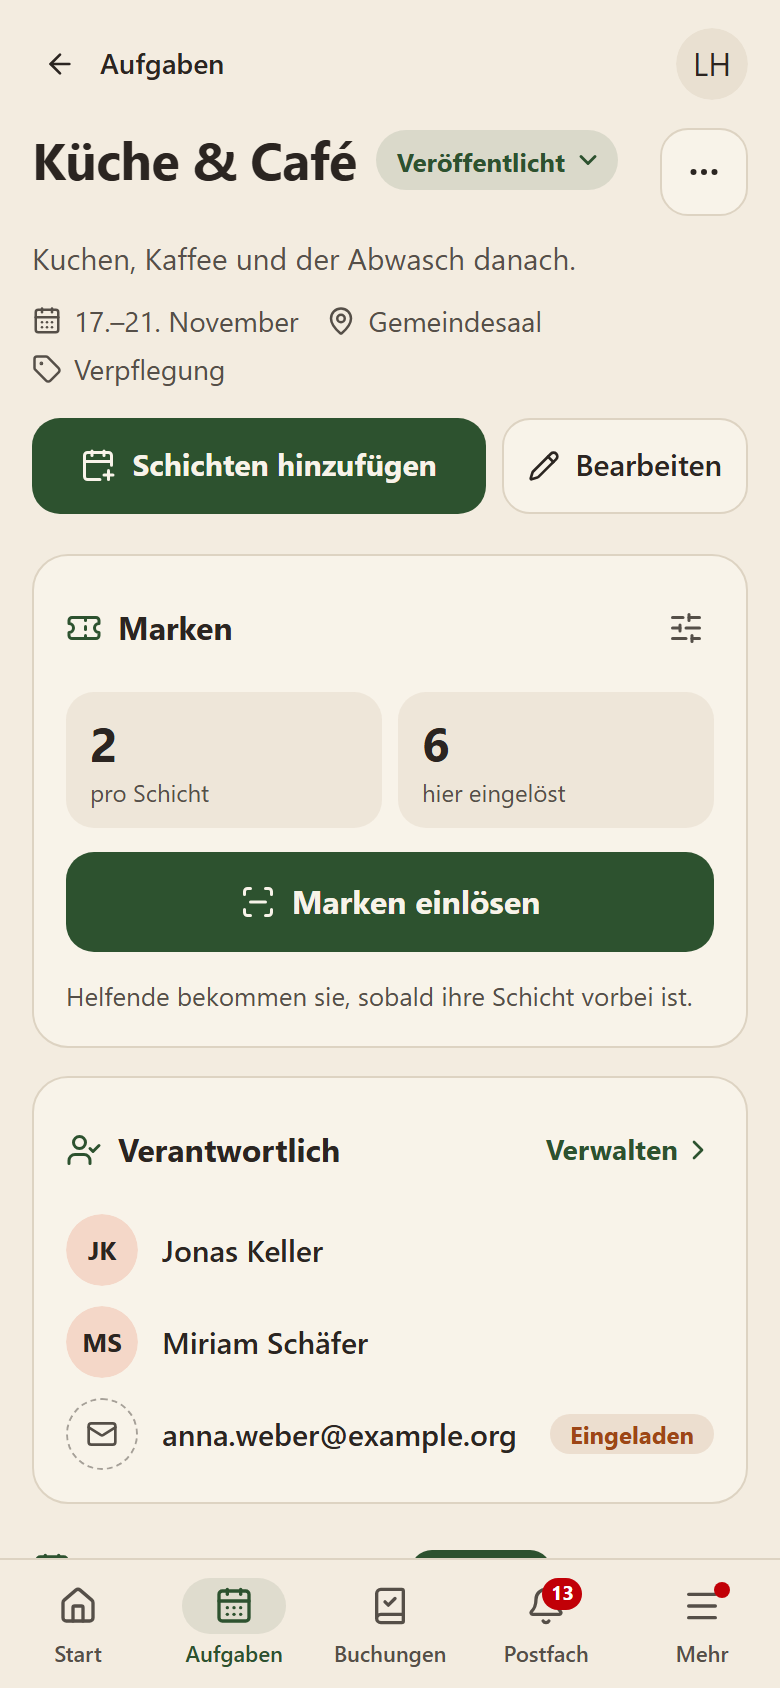 Aufgaben
LH
Küche & Café
Veröffentlicht
Kuchen, Kaffee und der Abwasch danach.
17.–21. November
Gemeindesaal
Verpflegung
Schichten hinzufügen
Bearbeiten
Marken
2
pro Schicht
6
hier eingelöst
Marken einlösen
Helfende bekommen sie, sobald ihre Schicht vorbei ist.
Verantwortlich
Verwalten
JK
Jonas Keller
MS
Miriam Schäfer
anna.weber@example.org
Eingeladen
13
Start
Aufgaben
Buchungen
Postfach
Mehr